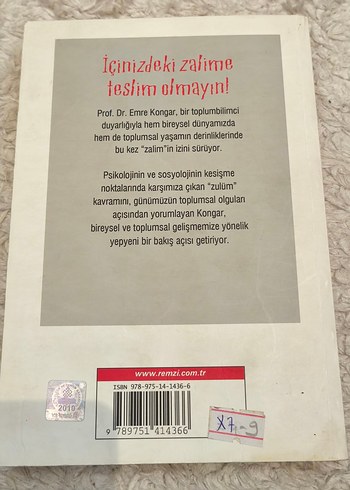 İçinizdeki zalime
teslim olmayın!
Prof. Dr. Emre Kongar, bir toplumbilimci
duyarlığıyla hem bireysel dünyamızda
hem de toplumsal yaşamın derinliklerinde
bu kez “zalim”in izini sürüyor.
Psikolojinin ve sosyolojinin kesişme
noktalarında karşımıza çıkan “zulüm”
kavramını, günümüzün toplumsal olguları
açısından yorumlayan Kongar,
bireysel ve toplumsal gelişmemize yönelik
yepyeni bir bakış açısı getiriyor.
www.remzi.com.tr
ISBN 978-975-14-1436-6
9 789751 414366
2010